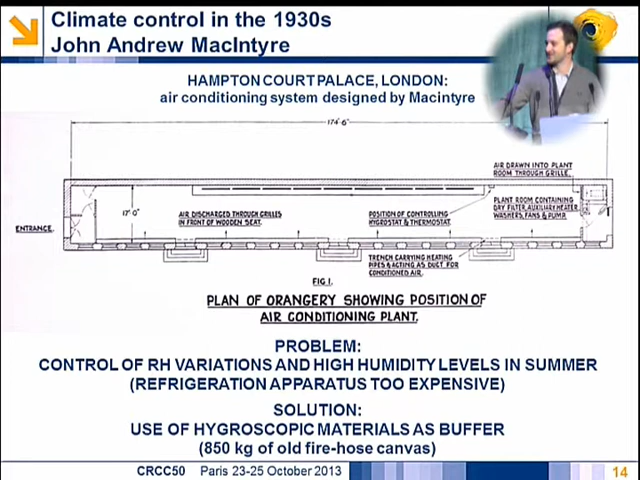 Climate control in the 1930s
John Andrew MacIntyre
HAMPTON COURT PALACE, LONDON:
air conditioning system designed by Macintyre
174'·6"
AIR DRAWN INTO PLANT
ROOM THROUGH GRILLE.
17'·0"
AIR DISCHARGED THROUGH GRILLES
IN FRONT OF WOODEN SEAT.
POSITION OF CONTROLLING
HYGROSTAT & THERMOSTAT.
PLANT ROOM CONTAINING
DRY FILTER, AUXILIARY HEATER
WASHERS, FANS & PUMP.
ENTRANCE.
TRENCH CARRYING HEATING
PIPES & ACTING AS DUCT FOR
CONDITIONED AIR.
FIG 1.
PLAN OF ORANGERY SHOWING POSITION OF
AIR CONDITIONING PLANT.
PROBLEM:
CONTROL OF RH VARIATIONS AND HIGH HUMIDITY LEVELS IN SUMMER
(REFRIGERATION APPARATUS TOO EXPENSIVE)
SOLUTION:
USE OF HYGROSCOPIC MATERIALS AS BUFFER
(850 kg of old fire-hose canvas)
CRCC50 Paris 23-25 October 2013
14